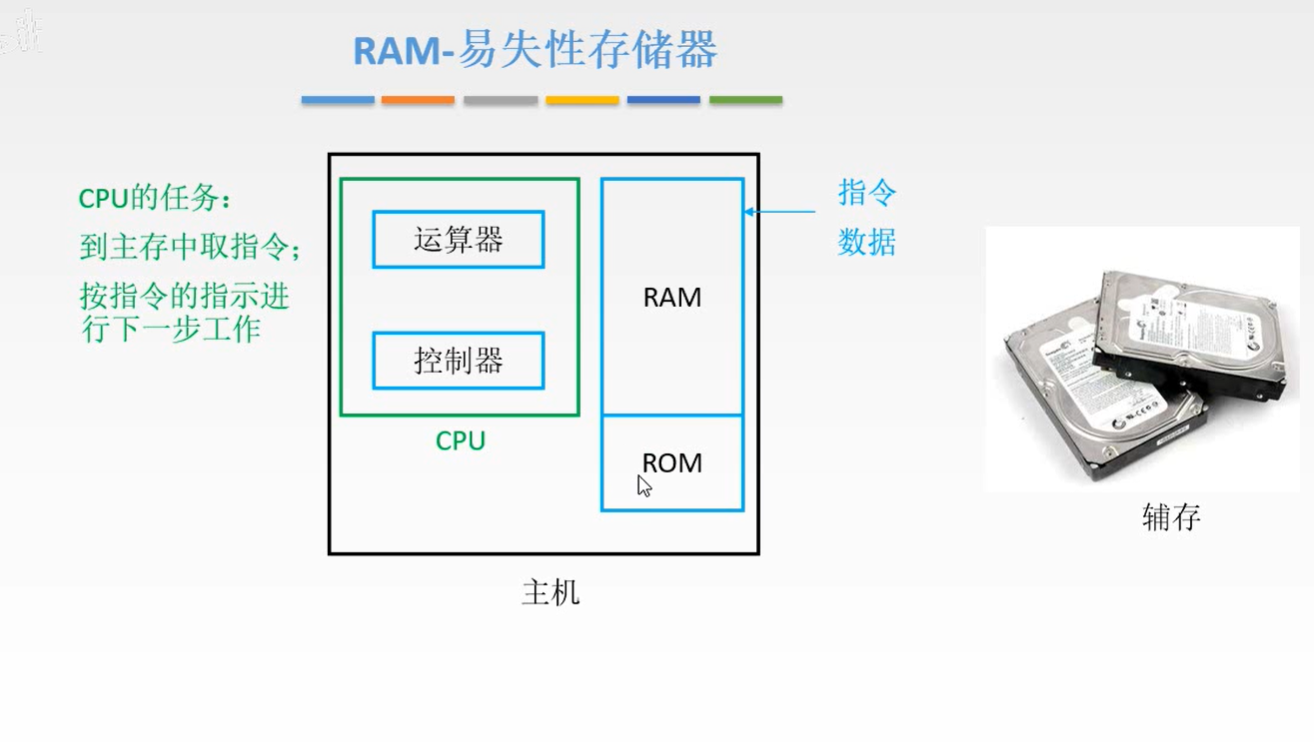 RAM-易失性存储器
CPU的任务：
到主存中取指令；
按指令的指示进
行下一步工作
运算器
控制器
CPU
RAM
ROM
主机
指令
数据
辅存